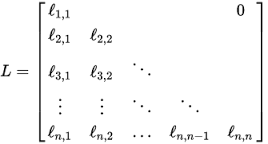 ℓ₁,₁ 0
ℓ₂,₁ ℓ₂,₂
L = ℓ₃,₁ ℓ₃,₂ ⋱
⋮ ⋮ ⋱ ⋱
ℓₙ,₁ ℓₙ,₂ … ℓₙ,ₙ₋₁ ℓₙ,ₙ